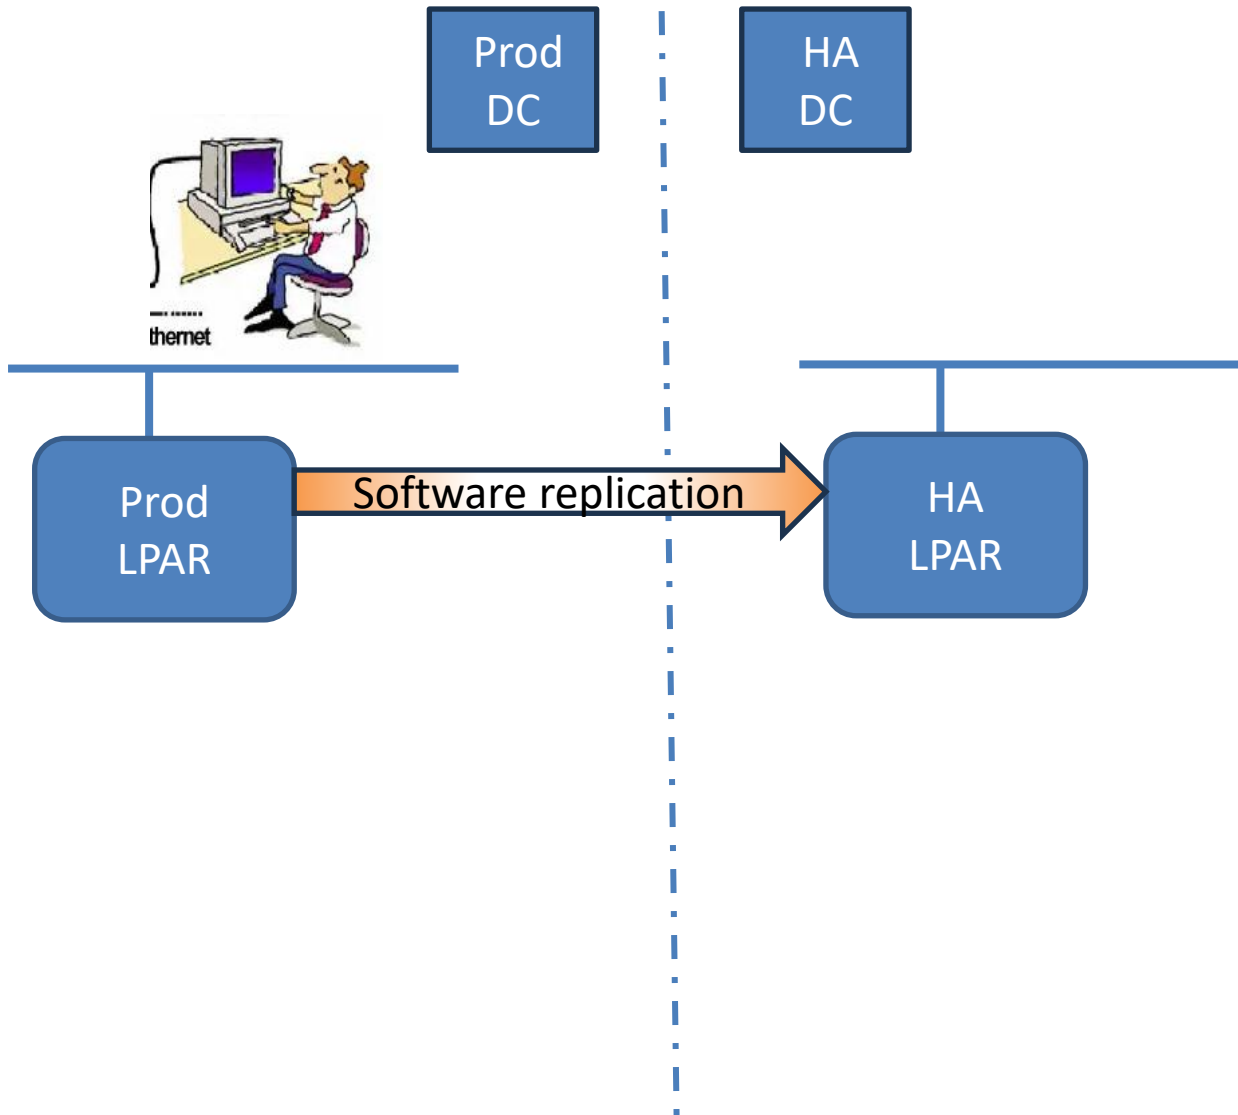 Prod
DC
HA
DC
thernet
Software replication
Prod
LPAR
HA
LPAR